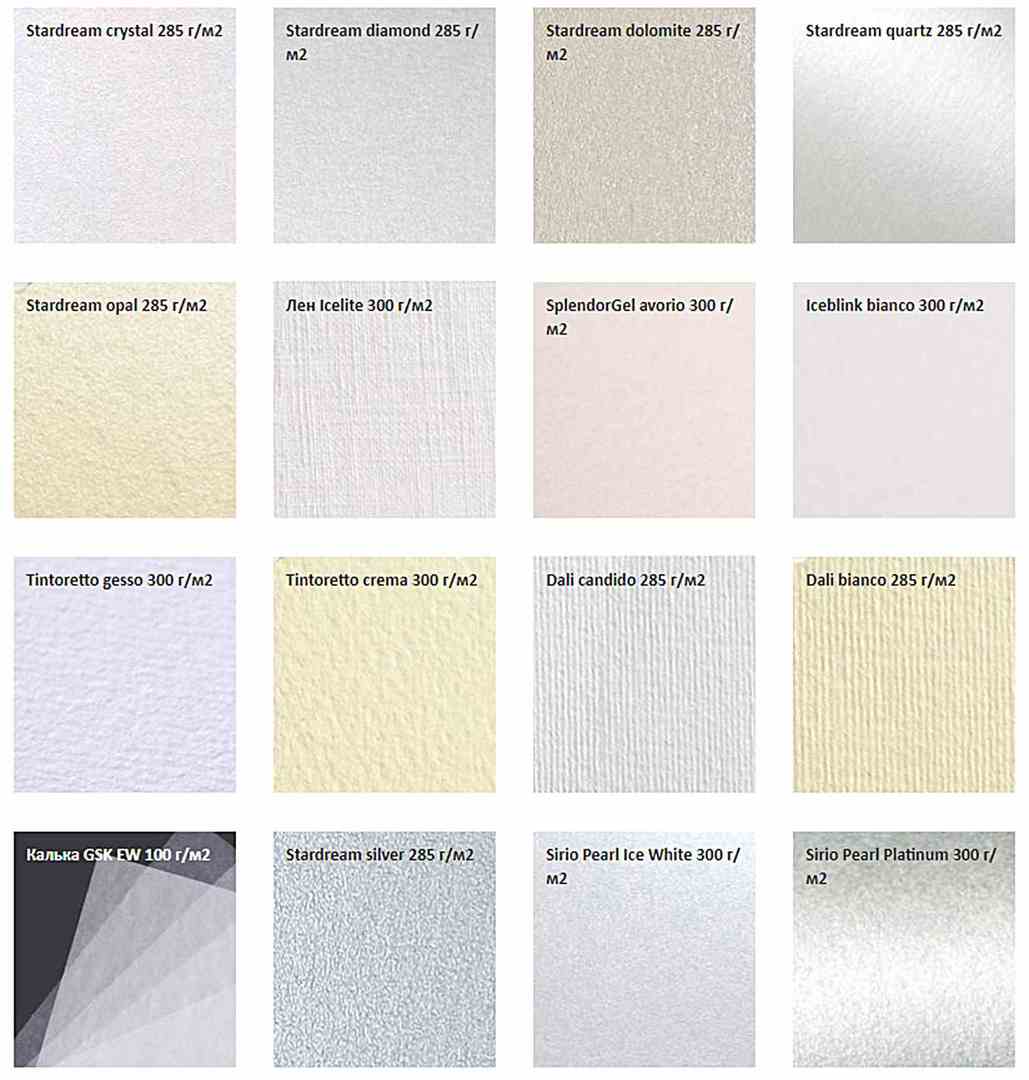 Stardream crystal 285 г/м2
Stardream diamond 285 г/
м2
Stardream dolomite 285 г/
м2
Stardream quartz 285 г/м2
Stardream opal 285 г/м2
Лен Icelite 300 г/м2
SplendorGel avorio 300 г/
м2
Iceblink bianco 300 г/м2
Tintoretto gesso 300 г/м2
Tintoretto crema 300 г/м2
Dali candido 285 г/м2
Dali bianco 285 г/м2
Калька GSK EW 100 г/м2
Stardream silver 285 г/м2
Sirio Pearl Ice White 300 г/
м2
Sirio Pearl Platinum 300 г/
м2